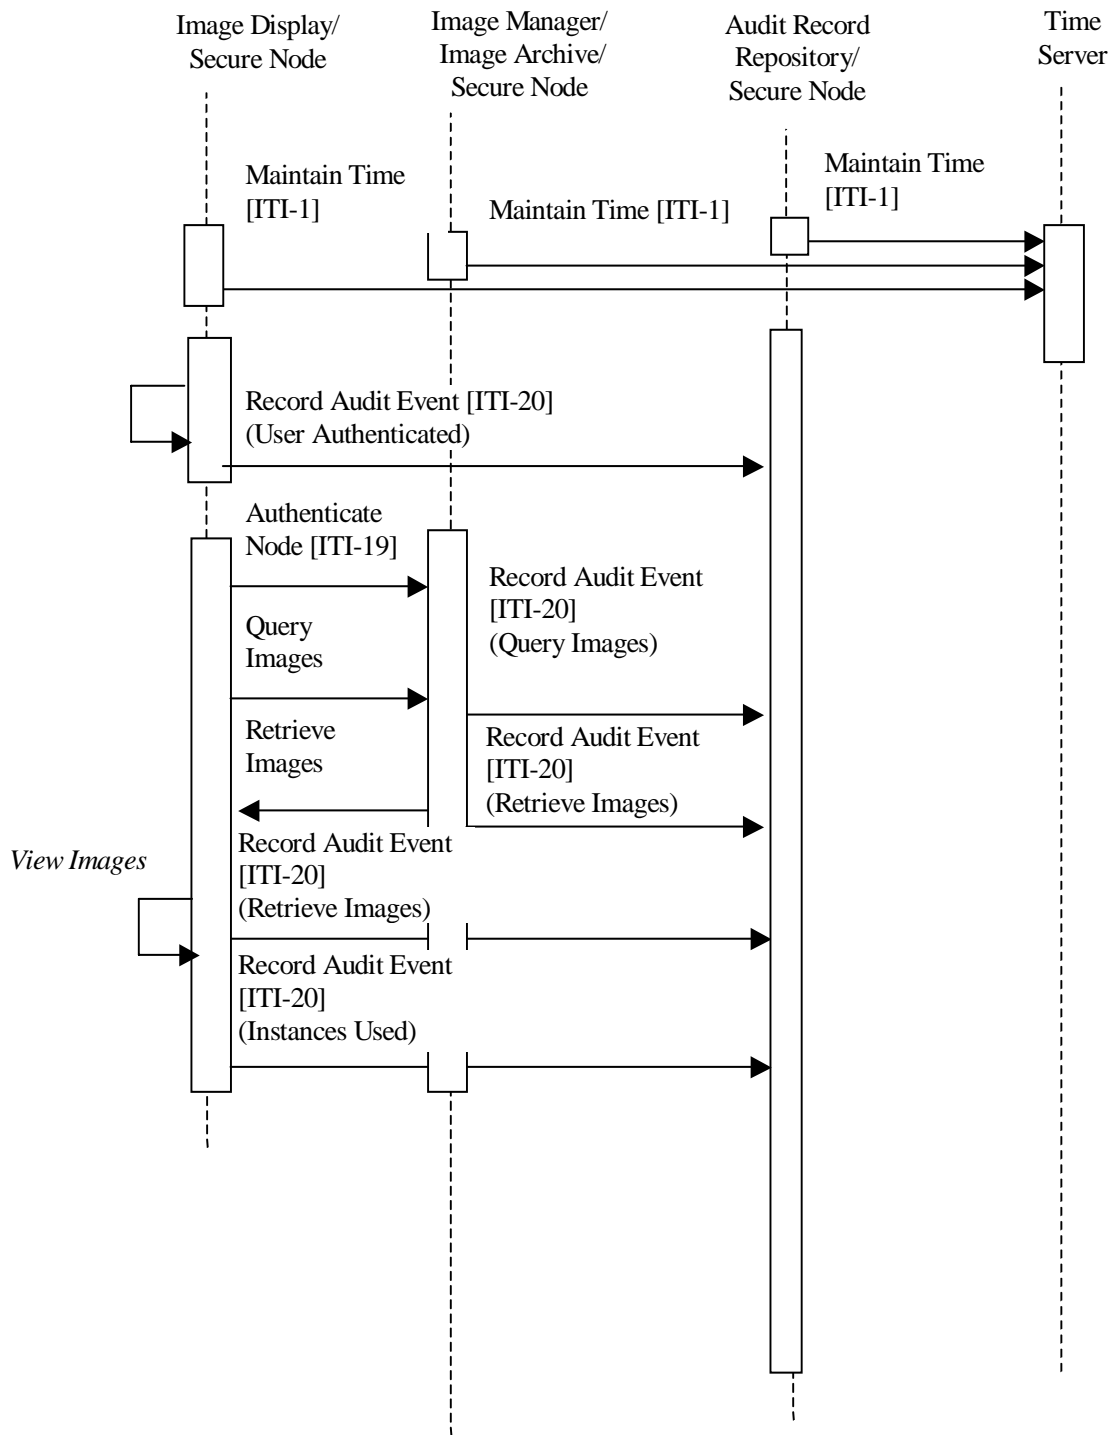 Image Display/
Secure Node
Image Manager/
Image Archive/
Secure Node
Audit Record
Repository/
Secure Node
Time
Server
Maintain Time
[ITI-1]
Maintain Time [ITI-1]
Maintain Time
[ITI-1]
Record Audit Event [ITI-20]
(User Authenticated)
Authenticate
Node [ITI-19]
Record Audit Event
[ITI-20]
(Query Images)
Query
Images
Retrieve
Images
Record Audit Event
[ITI-20]
(Retrieve Images)
View Images
Record Audit Event
[ITI-20]
(Retrieve Images)
Record Audit Event
[ITI-20]
(Instances Used)